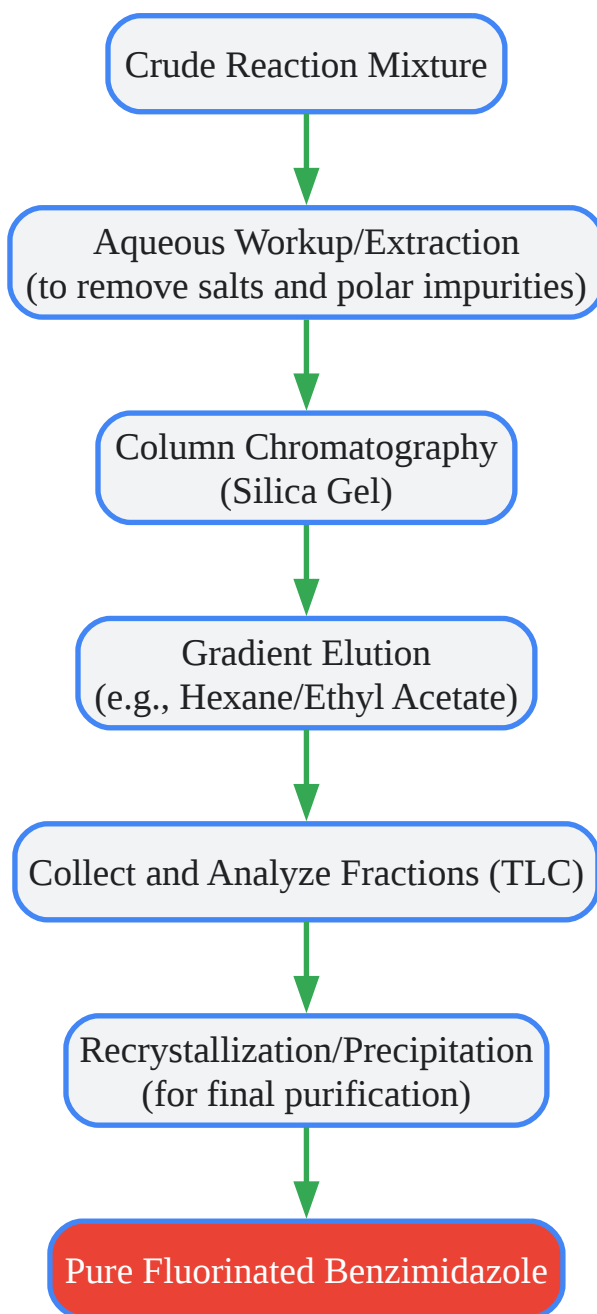 Crude Reaction Mixture
Aqueous Workup/Extraction
(to remove salts and polar impurities)
Column Chromatography
(Silica Gel)
Gradient Elution
(e.g., Hexane/Ethyl Acetate)
Collect and Analyze Fractions (TLC)
Recrystallization/Precipitation
(for final purification)
Pure Fluorinated Benzimidazole